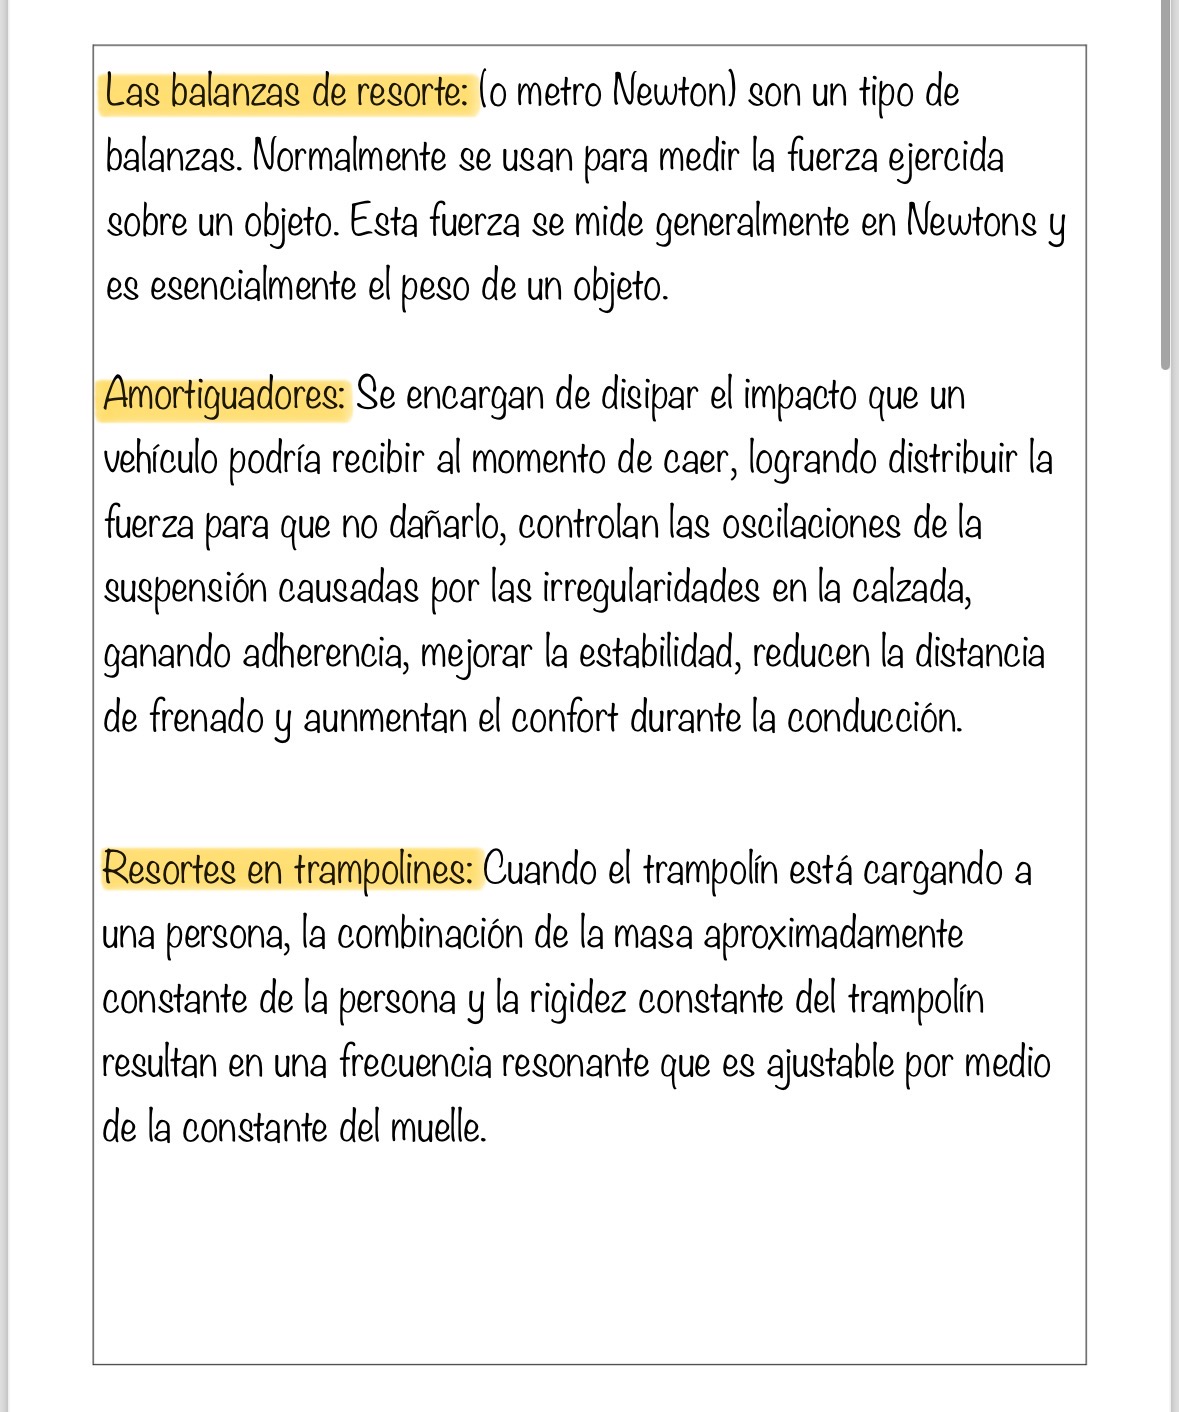 Las balanzas de resorte: (o metro Newton) son un tipo de
balanzas. Normalmente se usan para medir la fuerza ejercida
sobre un objeto. Esta fuerza se mide generalmente en Newtons y
es esencialmente el peso de un objeto.
Amortiguadores: Se encargan de disipar el impacto que un
vehículo podría recibir al momento de caer, logrando distribuir la
fuerza para que no dañarlo, controlan las oscilaciones de la
suspensión causadas por las irregularidades en la calzada,
ganando adherencia, mejorar la estabilidad, reducen la distancia
de frenado y aunmentan el confort durante la conducción.
Resortes en trampolines: Cuando el trampolín está cargando a
una persona, la combinación de la masa aproximadamente
constante de la persona y la rigidez constante del trampolín
resultan en una frecuencia resonante que es ajustable por medio
de la constante del muelle.